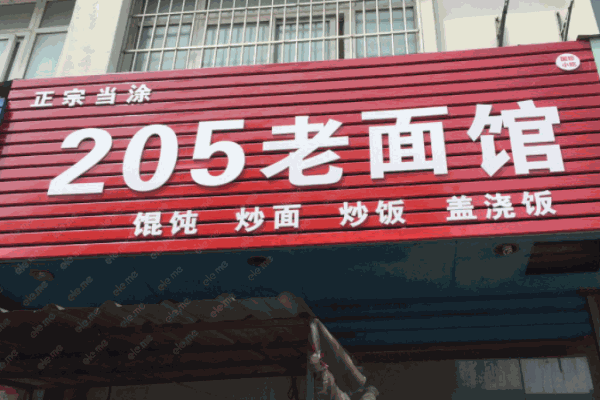 正宗当涂
205老面馆
馄饨 炒面 炒饭 盖浇饭